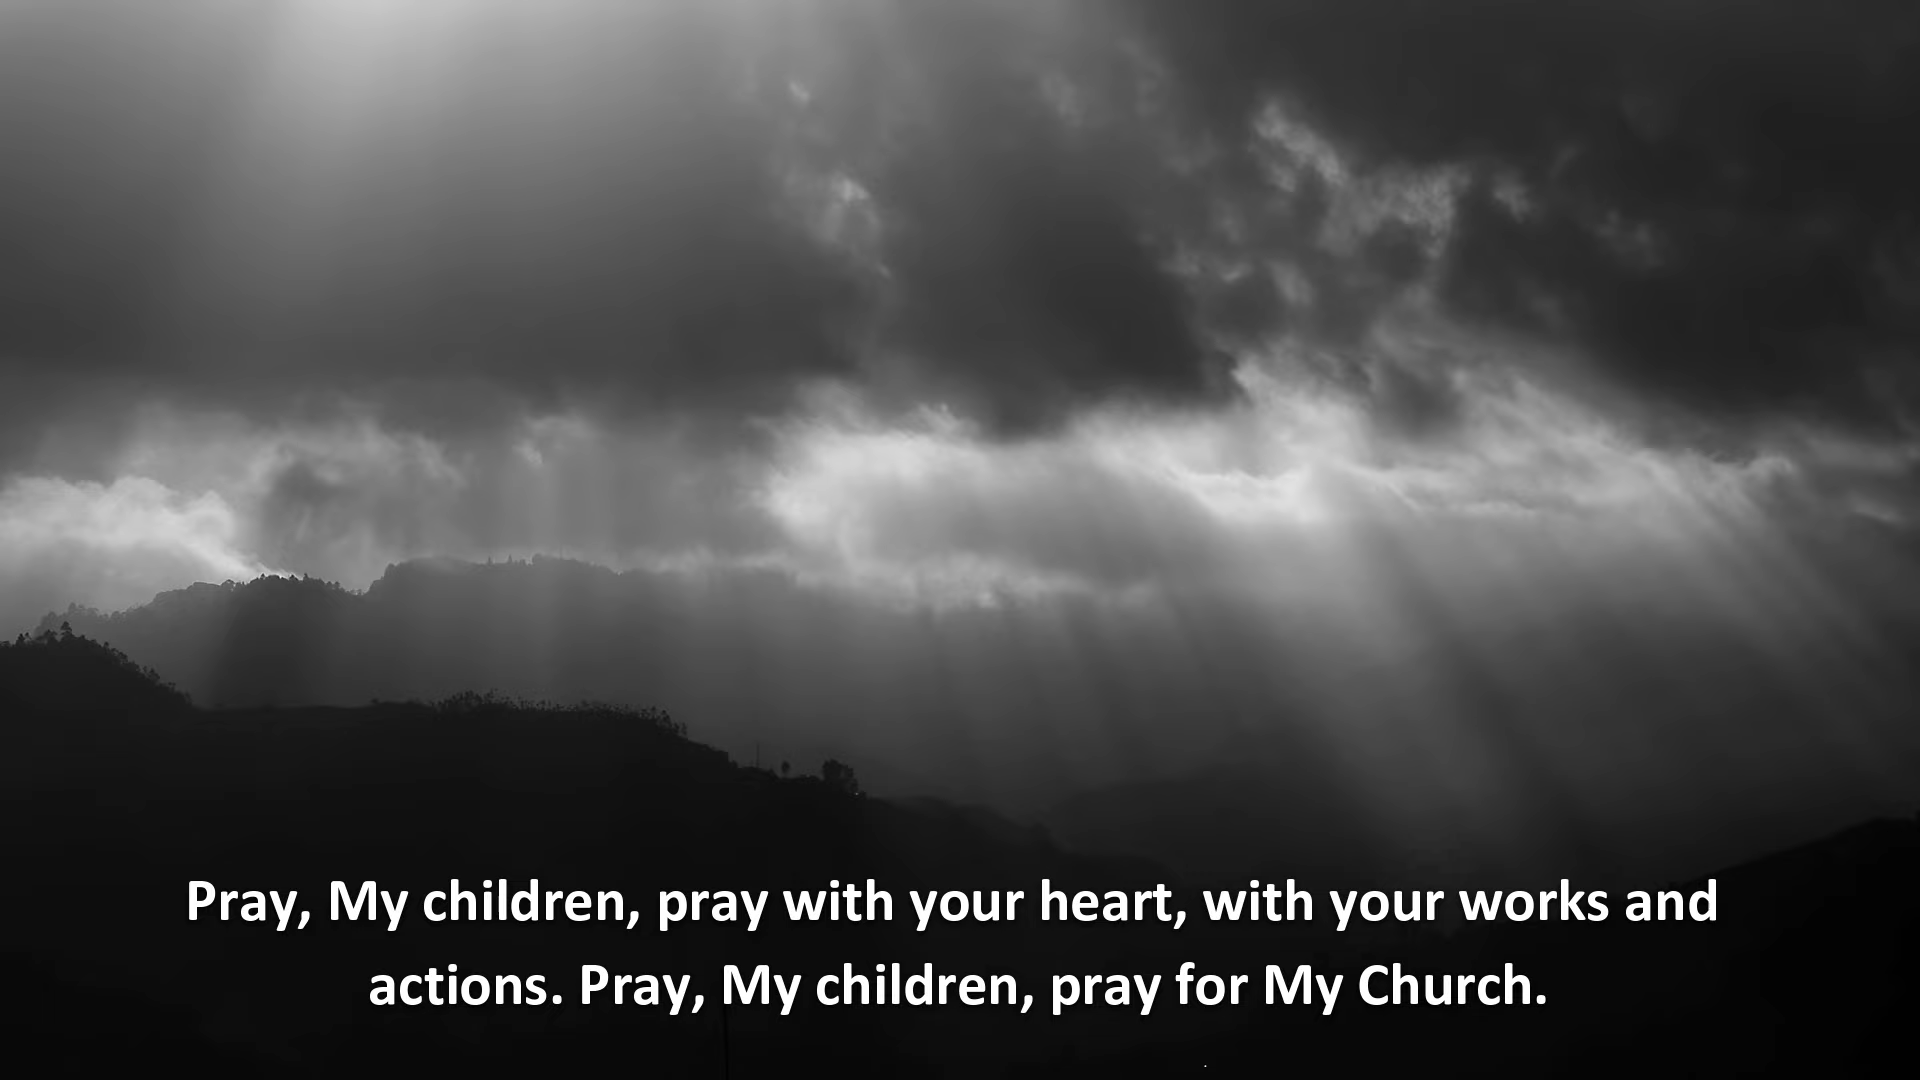 Pray, My children, pray with your heart, with your works and
actions. Pray, My children, pray for My Church.